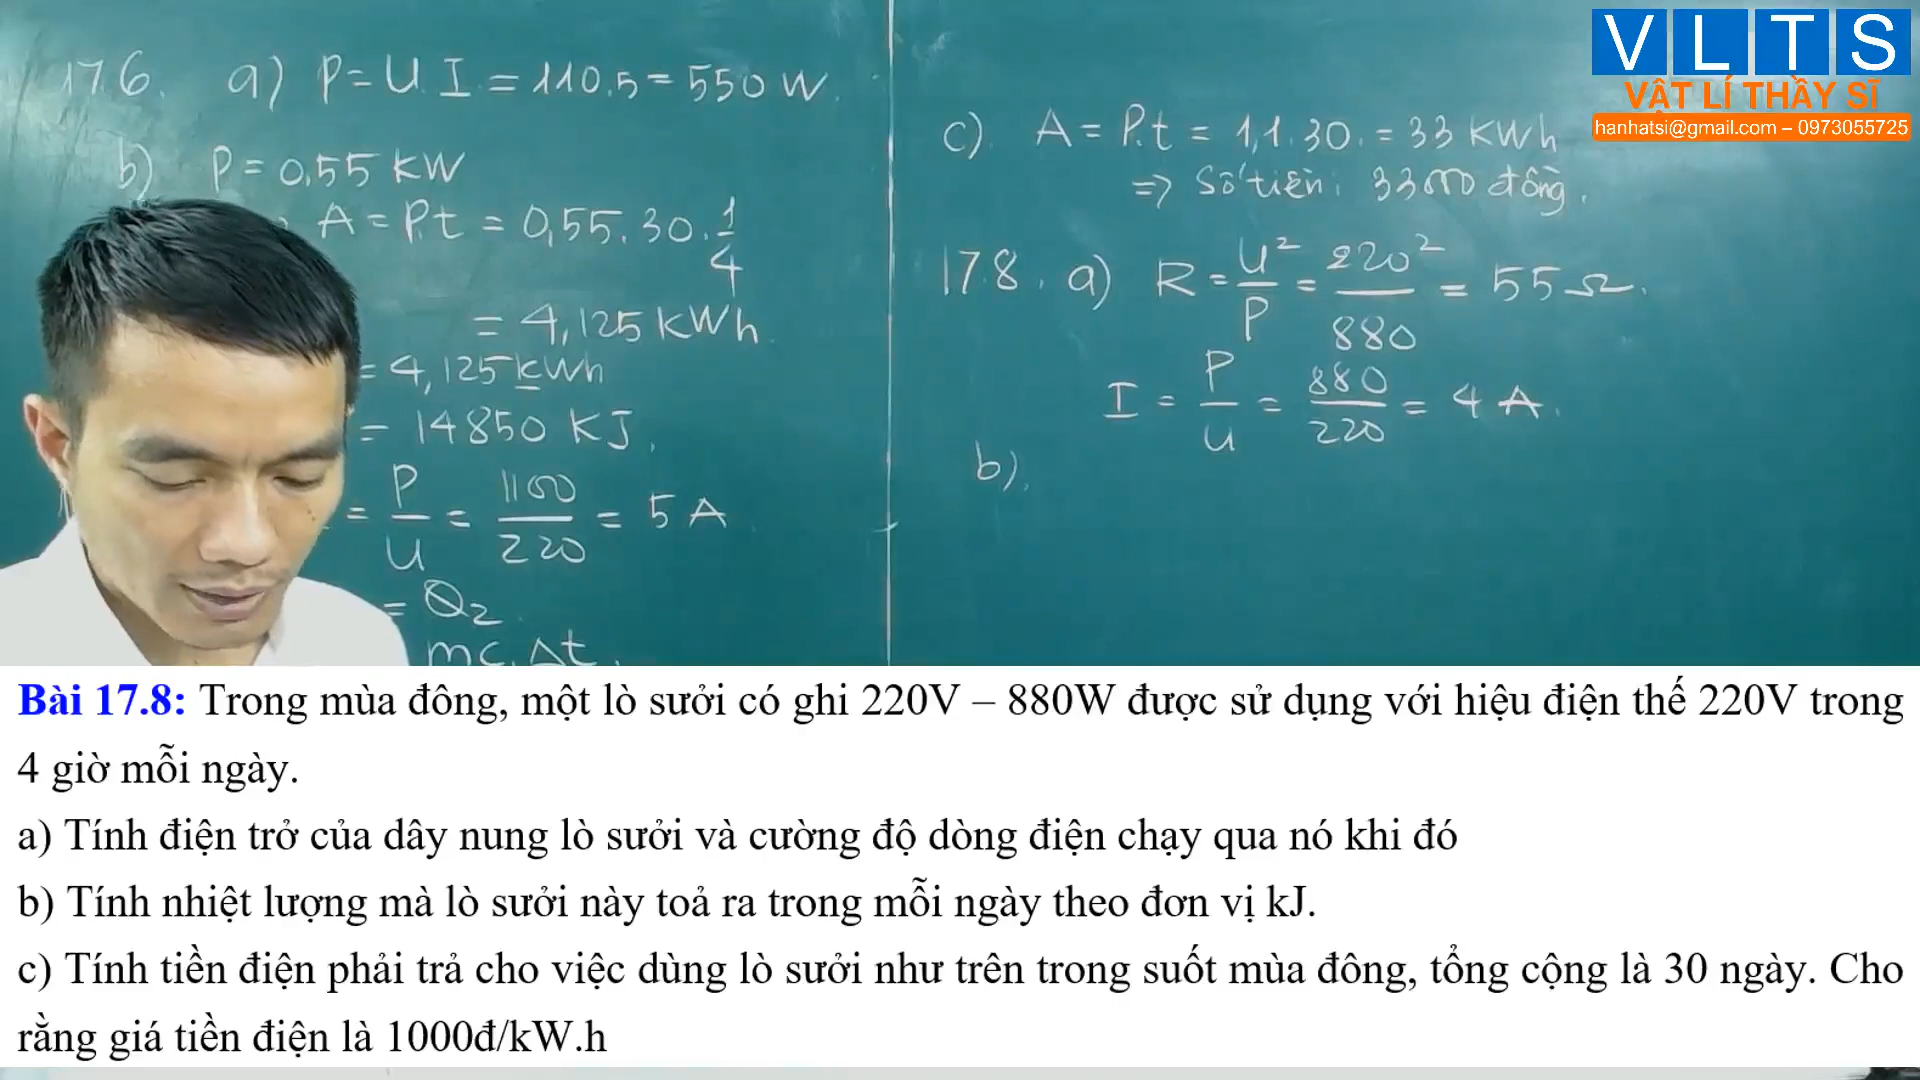 17.6. a) P = U.I = 110.5 = 550 W.
b) P = 0,55 KW
A = P.t = 0,55.30.1/4
= 4,125 KWh.
= 4,125 kWh
= 14850 KJ.
= P/U = 1100/220 = 5 A
= Q2
mc.Δt.
c). A = P.t = 1,1.30. = 33 KWh
=> Số tiền: 33000 đồng.
17.8. a) R = U²/P = 220²/880 = 55 Ω.
I = P/U = 880/220 = 4 A.
b).
VLTS
VẬT LÍ THẦY SĨ
hanhatsi@gmail.com – 0973055725
Bài 17.8: Trong mùa đông, một lò sưởi có ghi 220V – 880W được sử dụng với hiệu điện thế 220V trong
4 giờ mỗi ngày.
a) Tính điện trở của dây nung lò sưởi và cường độ dòng điện chạy qua nó khi đó
b) Tính nhiệt lượng mà lò sưởi này toả ra trong mỗi ngày theo đơn vị kJ.
c) Tính tiền điện phải trả cho việc dùng lò sưởi như trên trong suốt mùa đông, tổng cộng là 30 ngày. Cho
rằng giá tiền điện là 1000đ/kW.h